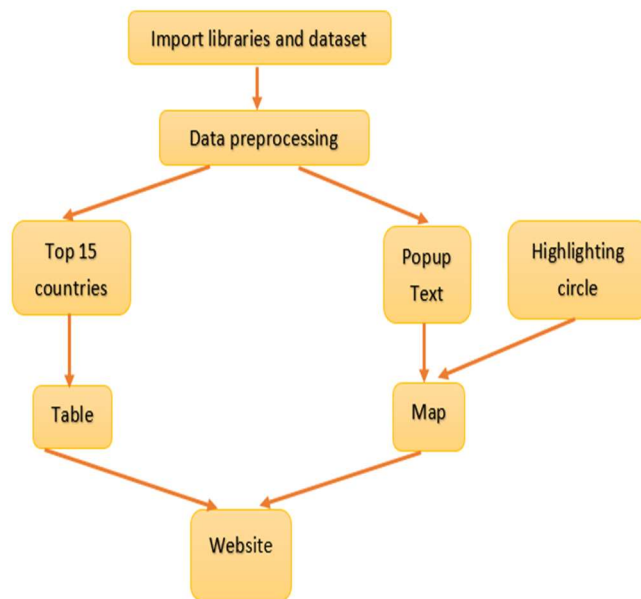 Import libraries and dataset
Data preprocessing
Top 15
countries
Popup
Text
Highlighting
circle
Table
Map
Website